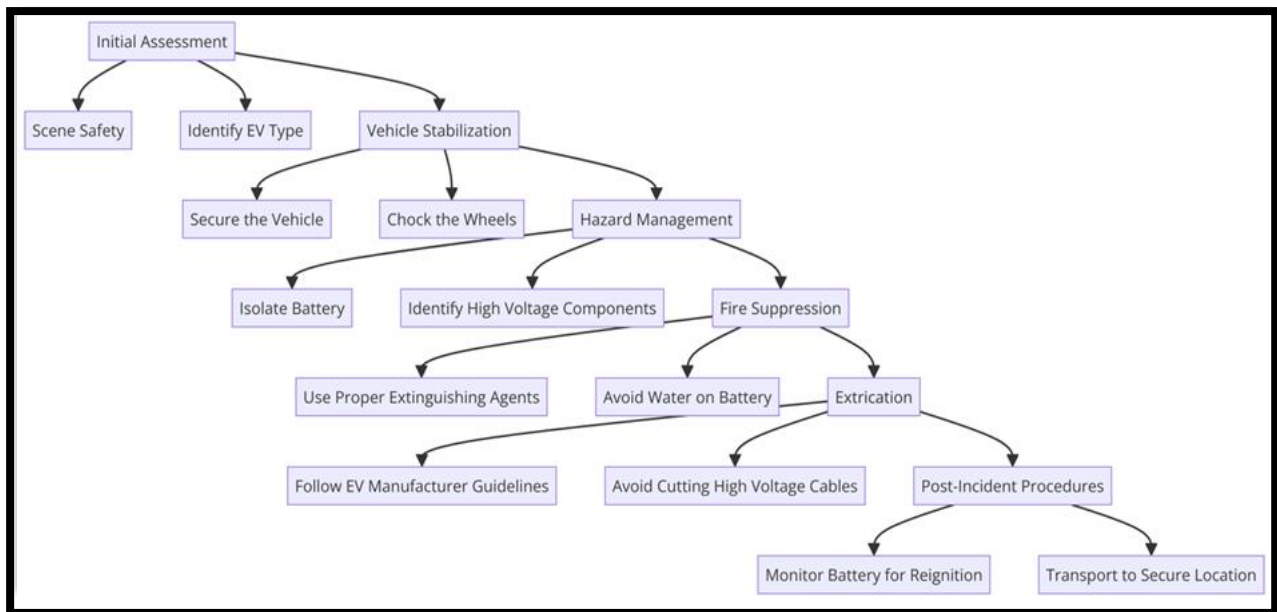 Initial Assessment
Scene Safety
Identify EV Type
Vehicle Stabilization
Secure the Vehicle
Chock the Wheels
Hazard Management
Isolate Battery
Identify High Voltage Components
Fire Suppression
Use Proper Extinguishing Agents
Avoid Water on Battery
Extrication
Follow EV Manufacturer Guidelines
Avoid Cutting High Voltage Cables
Post-Incident Procedures
Monitor Battery for Reignition
Transport to Secure Location